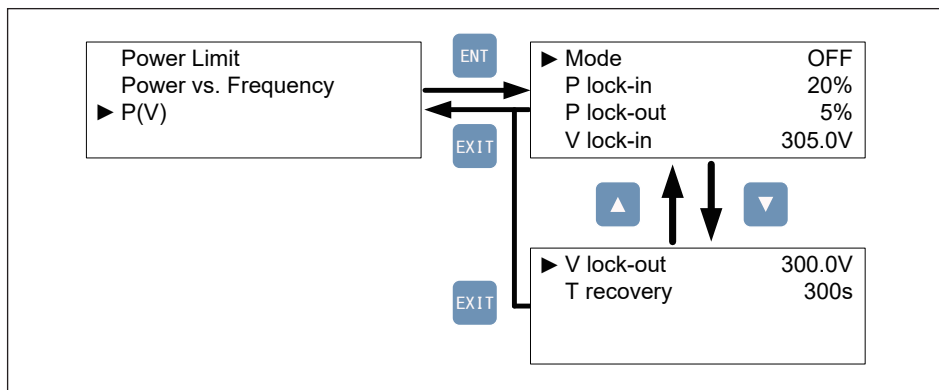 Power Limit
Power vs. Frequency
► P(V)
ENT
EXIT
► Mode OFF
P lock-in 20%
P lock-out 5%
V lock-in 305.0V
▲
▼
EXIT
► V lock-out 300.0V
T recovery 300s